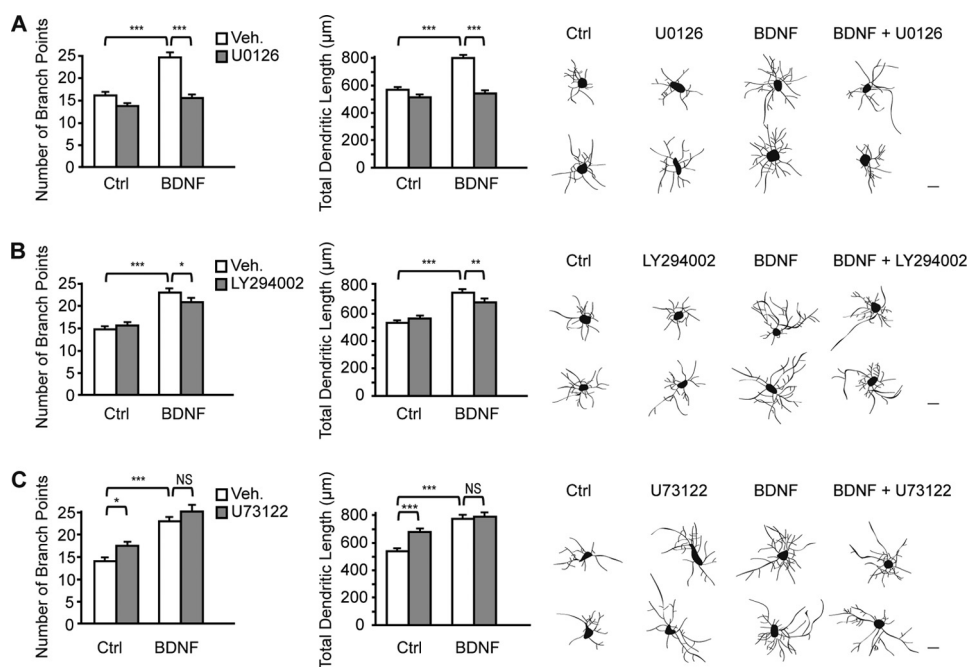 A
Number of Branch Points
25
20
15
10
5
0
***
***
Veh.
U0126
Ctrl
BDNF
Total Dendritic Length (μm)
800
600
400
200
0
***
***
Ctrl
BDNF
Ctrl
U0126
BDNF
BDNF + U0126
B
Number of Branch Points
25
20
15
10
5
0
***
*
Veh.
LY294002
Ctrl
BDNF
Total Dendritic Length (μm)
800
600
400
200
0
***
**
Ctrl
BDNF
Ctrl
LY294002
BDNF
BDNF + LY294002
C
Number of Branch Points
25
20
15
10
5
0
***
NS
*
Veh.
U73122
Ctrl
BDNF
Total Dendritic Length (μm)
800
600
400
200
0
***
NS
***
Ctrl
BDNF
Ctrl
U73122
BDNF
BDNF + U73122